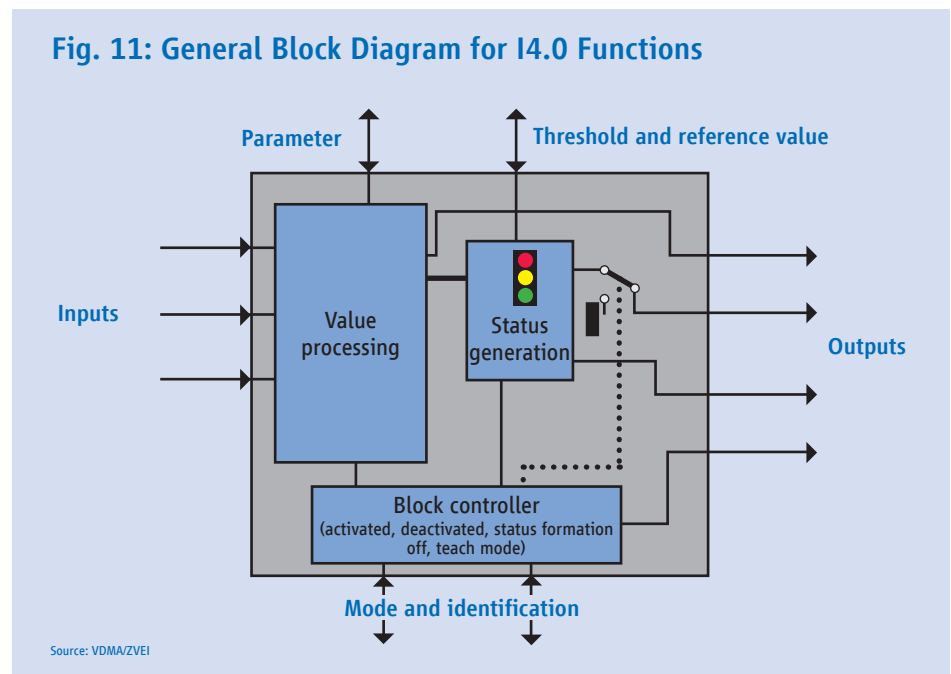 Fig. 11: General Block Diagram for I4.0 Functions
Parameter
Threshold and reference value
Inputs
Value
processing
Status
generation
Outputs
Block controller
(activated, deactivated, status formation
off, teach mode)
Mode and identification
Source: VDMA/ZVEI